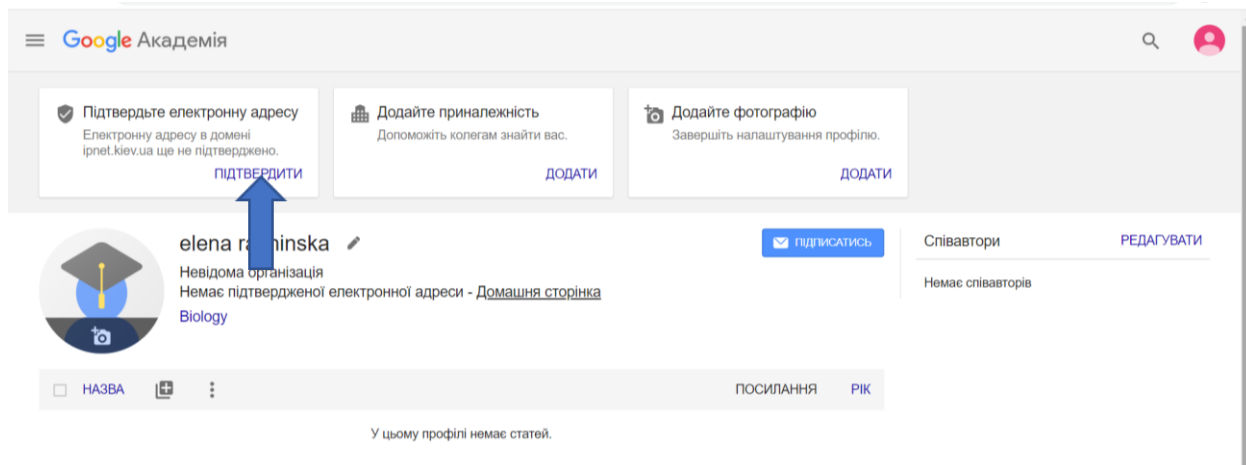 Google Академія
Підтвердьте електронну адресу
Електронну адресу в домені
ipnet.kiev.ua ще не підтверджено.
ПІДТВЕРДИТИ
Додайте приналежність
Допоможіть колегам знайти вас.
ДОДАТИ
Додайте фотографію
Завершіть налаштування профілю.
ДОДАТИ
elena
Невідома організація
Немає підтвердженої електронної адреси - Домашня сторінка
Biology
ПІДПИСАТИСЬ
Співавтори РЕДАГУВАТИ
Немає співавторів
НАЗВА ПОСИЛАННЯ РІК
У цьому профілі немає статей.